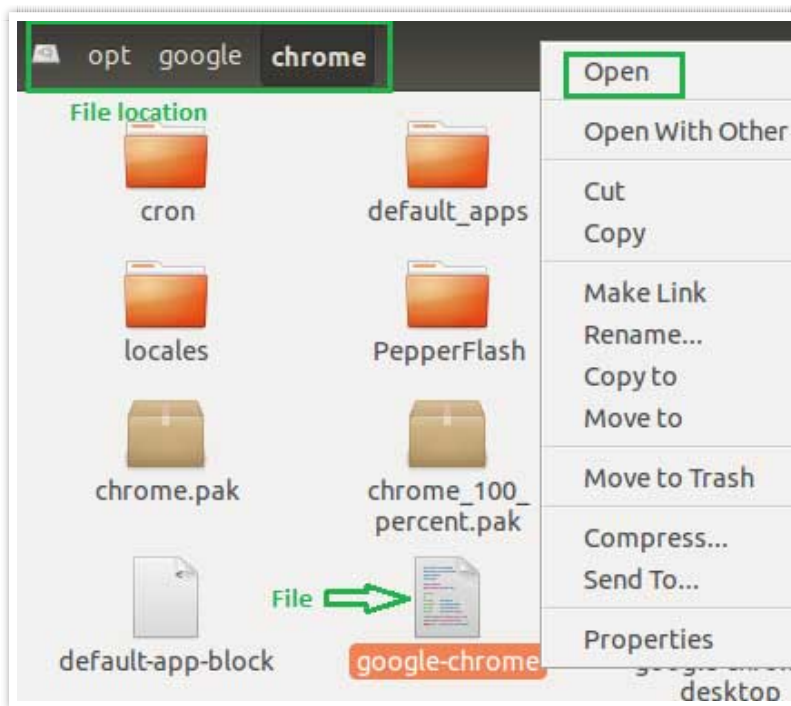 opt google chrome
File location
cron
default_apps
locales
PepperFlash
chrome.pak
chrome_100_
percent.pak
File
default-app-block
google-chrome
desktop
Open
Open With Other
Cut
Copy
Make Link
Rename...
Copy to
Move to
Move to Trash
Compress...
Send To...
Properties